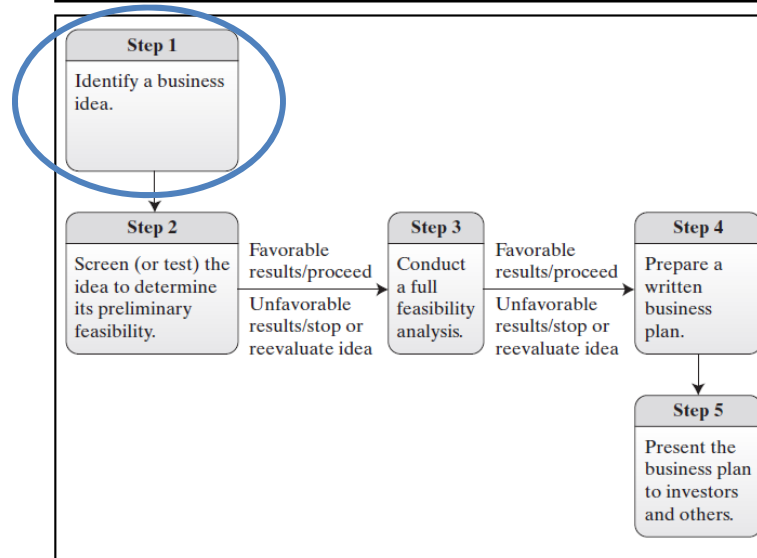 Step 1
Identify a business
idea.
Step 2
Screen (or test) the
idea to determine
its preliminary
feasibility.
Favorable
results/proceed
Unfavorable
results/stop or
reevaluate idea
Step 3
Conduct
a full
feasibility
analysis.
Favorable
results/proceed
Unfavorable
results/stop or
reevaluate idea
Step 4
Prepare a
written
business
plan.
Step 5
Present the
business plan
to investors
and others.